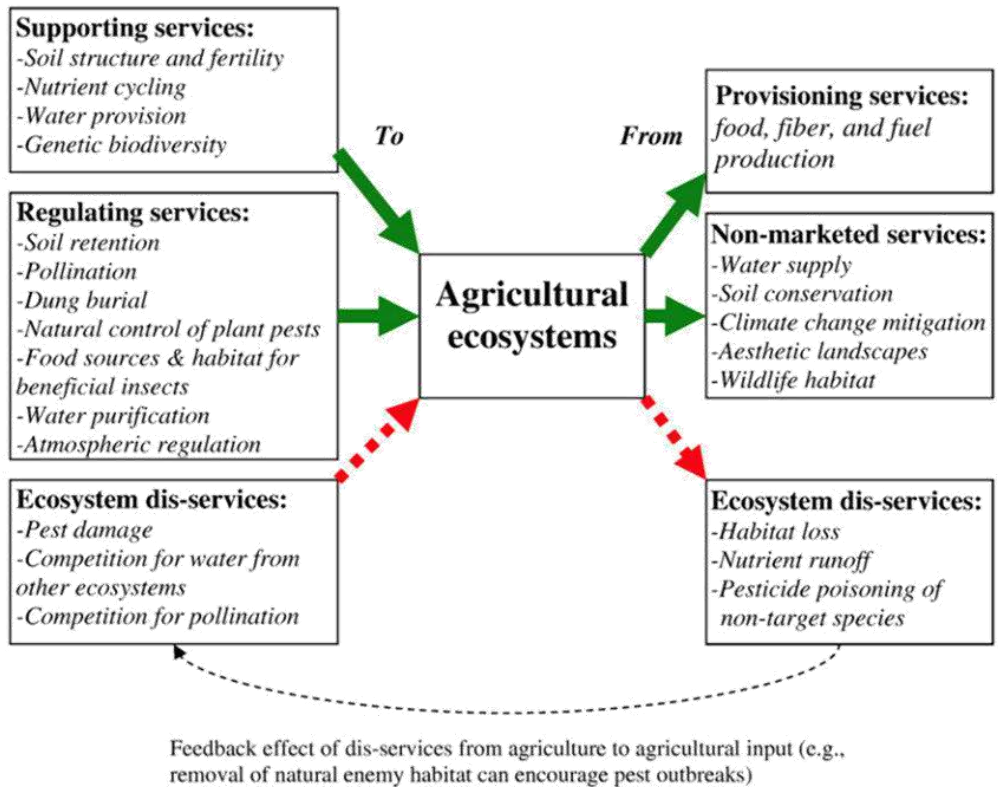 Supporting services:
-Soil structure and fertility
-Nutrient cycling
-Water provision
-Genetic biodiversity
To
From
Regulating services:
-Soil retention
-Pollination
-Dung burial
-Natural control of plant pests
-Food sources & habitat for
beneficial insects
-Water purification
-Atmospheric regulation
Ecosystem dis-services:
-Pest damage
-Competition for water from
other ecosystems
-Competition for pollination
Agricultural
ecosystems
Provisioning services:
food, fiber, and fuel
production
Non-marketed services:
-Water supply
-Soil conservation
-Climate change mitigation
-Aesthetic landscapes
-Wildlife habitat
Ecosystem dis-services:
-Habitat loss
-Nutrient runoff
-Pesticide poisoning of
non-target species
Feedback effect of dis-services from agriculture to agricultural input (e.g.,
removal of natural enemy habitat can encourage pest outbreaks)